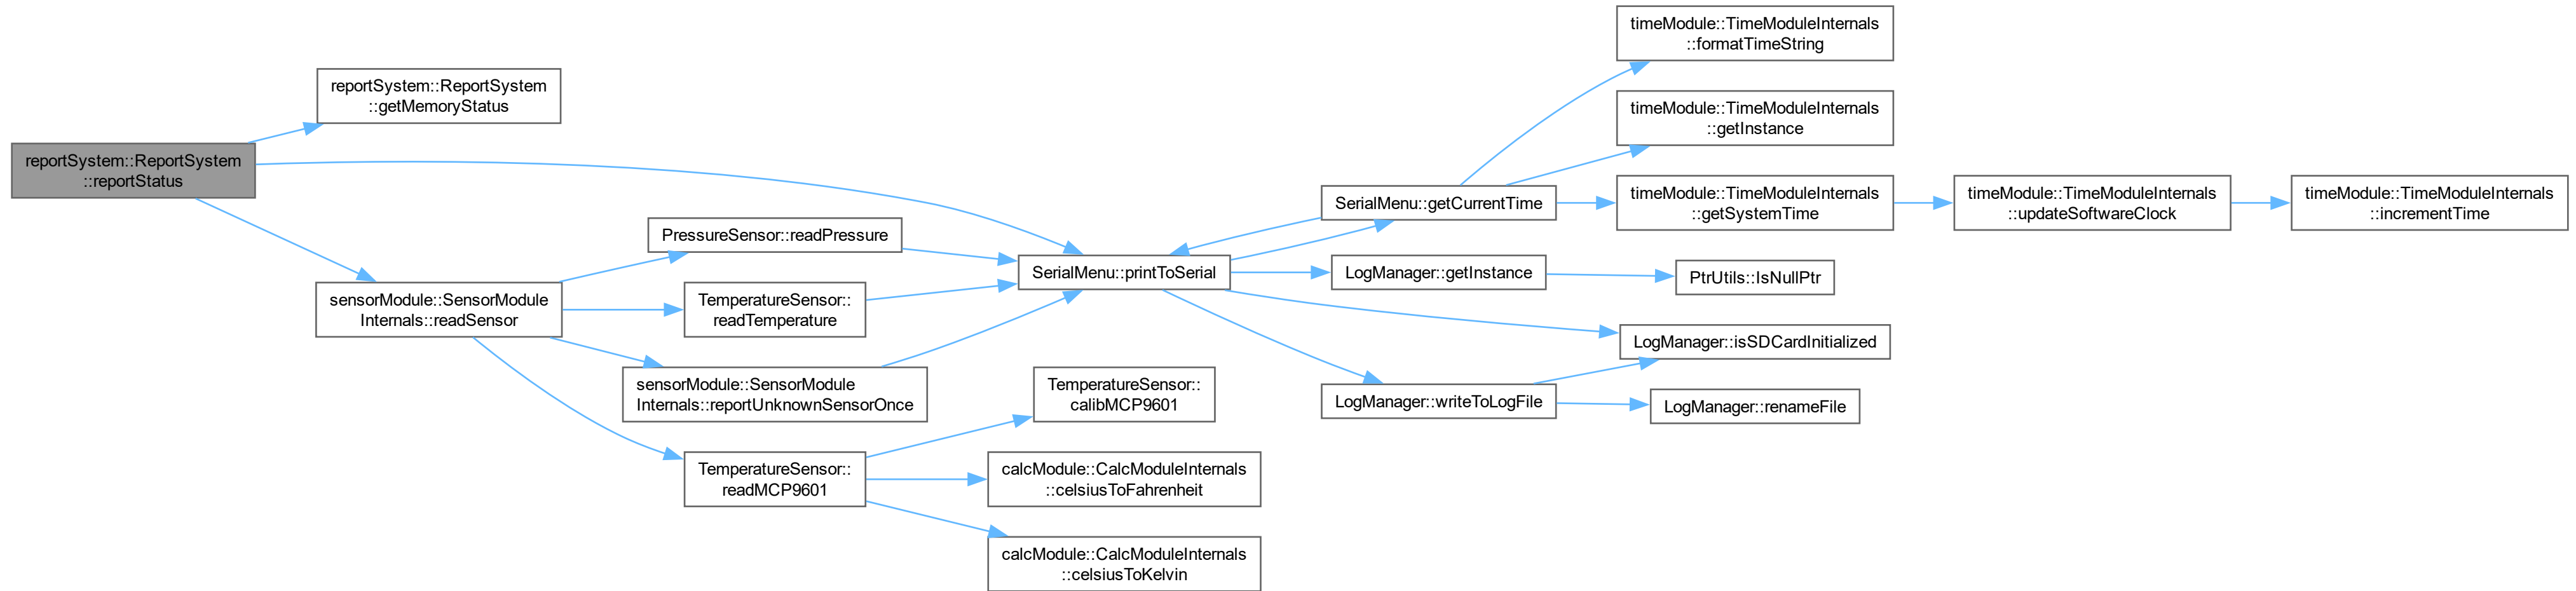 reportSystem::ReportSystem
::reportStatus
reportSystem::ReportSystem
::getMemoryStatus
sensorModule::SensorModule
Internals::readSensor
PressureSensor::readPressure
TemperatureSensor::
readTemperature
sensorModule::SensorModule
Internals::reportUnknownSensorOnce
TemperatureSensor::
readMCP9601
SerialMenu::printToSerial
TemperatureSensor::
calibMCP9601
calcModule::CalcModuleInternals
::celsiusToFahrenheit
calcModule::CalcModuleInternals
::celsiusToKelvin
SerialMenu::getCurrentTime
LogManager::getInstance
LogManager::writeToLogFile
timeModule::TimeModuleInternals
::formatTimeString
timeModule::TimeModuleInternals
::getInstance
timeModule::TimeModuleInternals
::getSystemTime
PtrUtils::IsNullPtr
LogManager::isSDCardInitialized
LogManager::renameFile
timeModule::TimeModuleInternals
::updateSoftwareClock
timeModule::TimeModuleInternals
::incrementTime